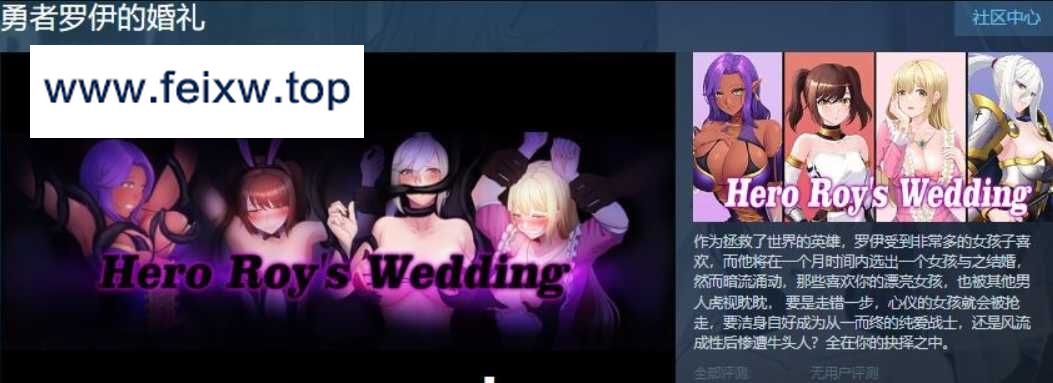 勇者罗伊的婚礼
社区中心
www.feixw.top
Hero Roy's Wedding
Hero Roy's Wedding
作为拯救了世界的英雄，罗伊受到非常多的女孩子喜
欢，而他将在一个月时间内选出一个女孩与之结婚，
然而暗流涌动，那些喜欢你的漂亮女孩，也被其他男
人虎视眈眈， 要是走错一步，心仪的女孩就会被抢
走，要洁身自好成为从一而终的纯爱战士，还是风流
成性后惨遭牛头人？全在你的抉择之中。
全部评测:
无用户评测